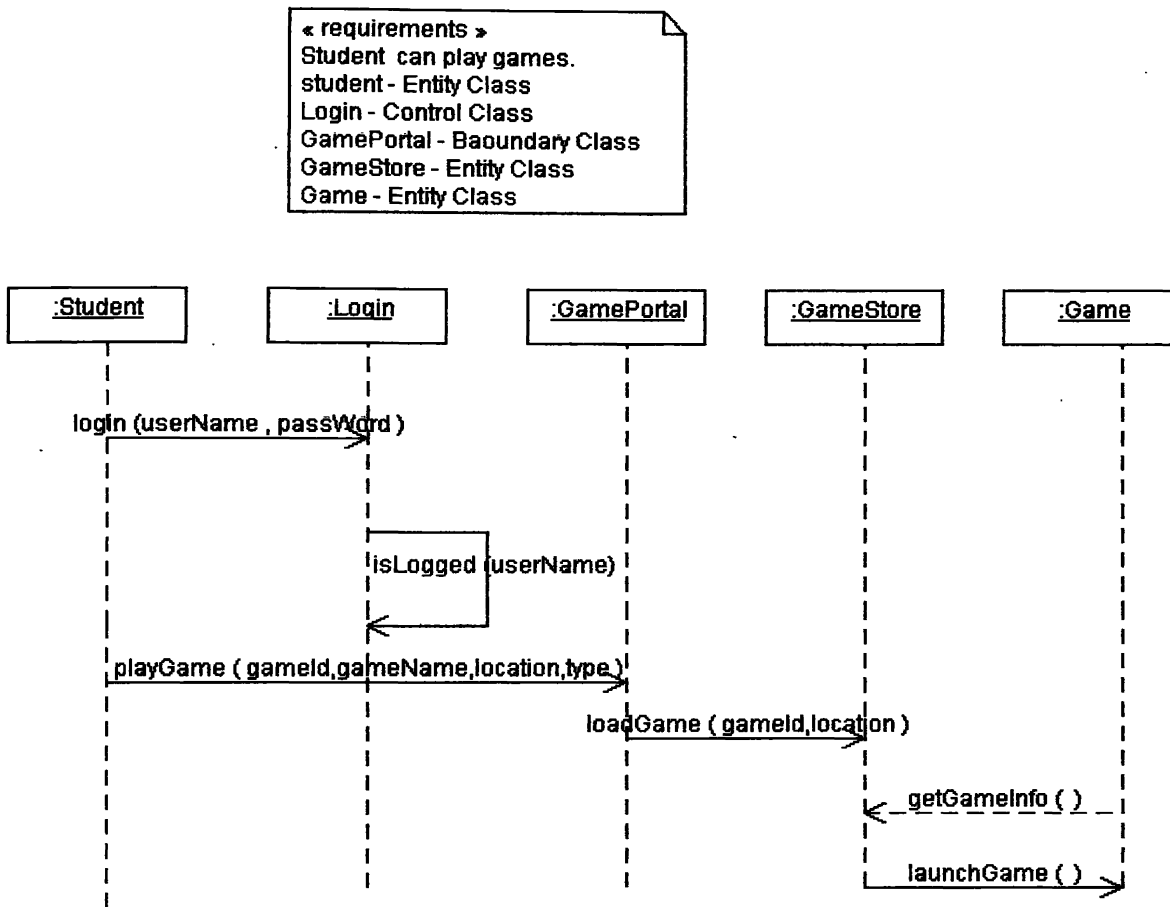 « requirements »
Student can play games.
student - Entity Class
Login - Control Class
GamePortal - Baoundary Class
GameStore - Entity Class
Game - Entity Class
:Student
:Login
:GamePortal
:GameStore
:Game
login (userName , passWord )
isLogged (userName)
playGame ( gameId,gameName,location,type )
loadGame ( gameId,location )
getGameInfo ( )
launchGame ( )